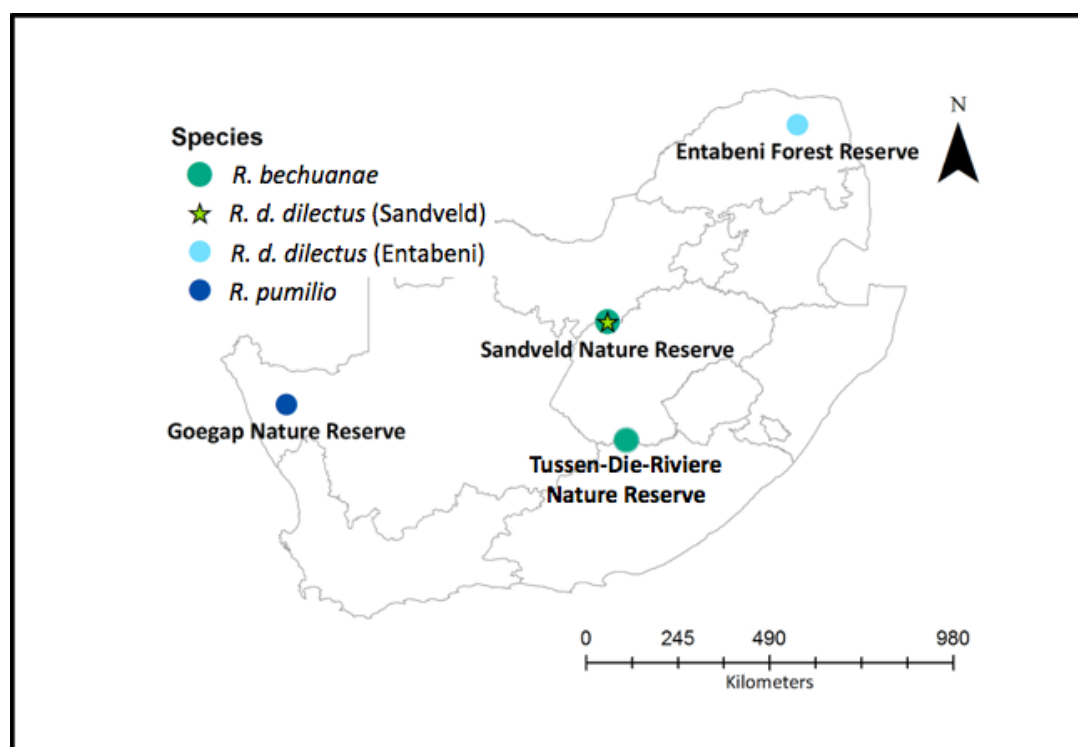 Species
R. bechuanae
R. d. dilectus (Sandveld)
R. d. dilectus (Entabeni)
R. pumilio
N
Entabeni Forest Reserve
Sandveld Nature Reserve
Goegap Nature Reserve
Tussen-Die-Riviere
Nature Reserve
0 245 490 980
Kilometers